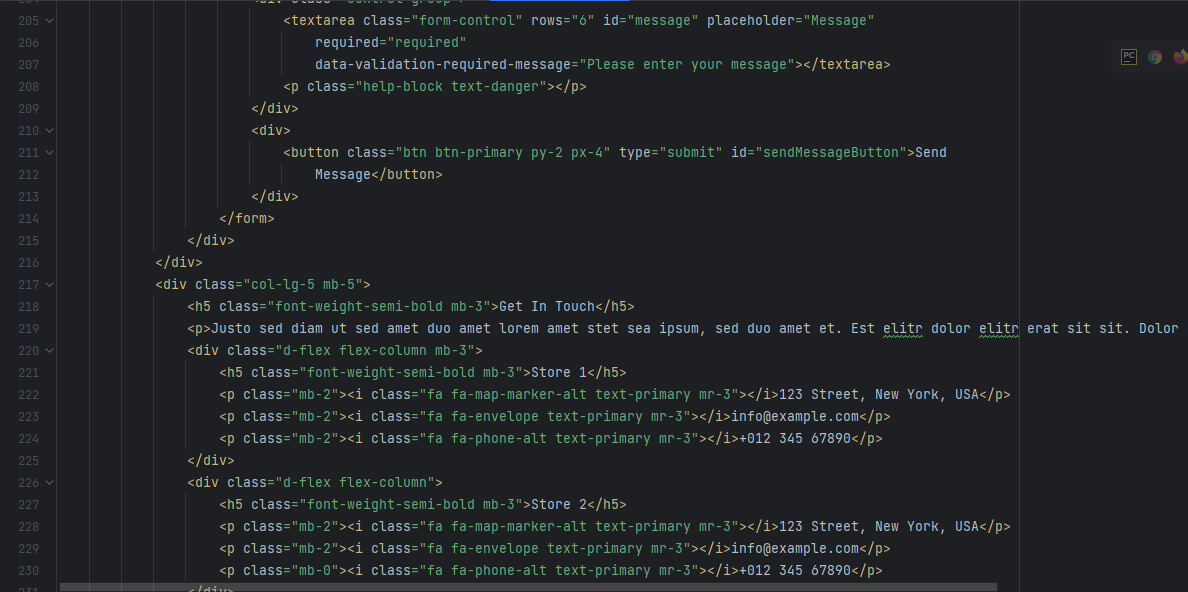 205 <textarea class="form-control" rows="6" id="message" placeholder="Message"
206 required="required"
207 data-validation-required-message="Please enter your message"></textarea>
208 <p class="help-block text-danger"></p>
209 </div>
210 <div>
211 <button class="btn btn-primary py-2 px-4" type="submit" id="sendMessageButton">Send
212 Message</button>
213 </div>
214 </form>
215 </div>
216 </div>
217 <div class="col-lg-5 mb-5">
218 <h5 class="font-weight-semi-bold mb-3">Get In Touch</h5>
219 <p>Justo sed diam ut sed amet duo amet lorem amet stet sea ipsum, sed duo amet et. Est elitr dolor elitr erat sit sit. Dolor
220 <div class="d-flex flex-column mb-3">
221 <h5 class="font-weight-semi-bold mb-3">Store 1</h5>
222 <p class="mb-2"><i class="fa fa-map-marker-alt text-primary mr-3"></i>123 Street, New York, USA</p>
223 <p class="mb-2"><i class="fa fa-envelope text-primary mr-3"></i>info@example.com</p>
224 <p class="mb-2"><i class="fa fa-phone-alt text-primary mr-3"></i>+012 345 67890</p>
225 </div>
226 <div class="d-flex flex-column">
227 <h5 class="font-weight-semi-bold mb-3">Store 2</h5>
228 <p class="mb-2"><i class="fa fa-map-marker-alt text-primary mr-3"></i>123 Street, New York, USA</p>
229 <p class="mb-2"><i class="fa fa-envelope text-primary mr-3"></i>info@example.com</p>
230 <p class="mb-0"><i class="fa fa-phone-alt text-primary mr-3"></i>+012 345 67890</p>
PC